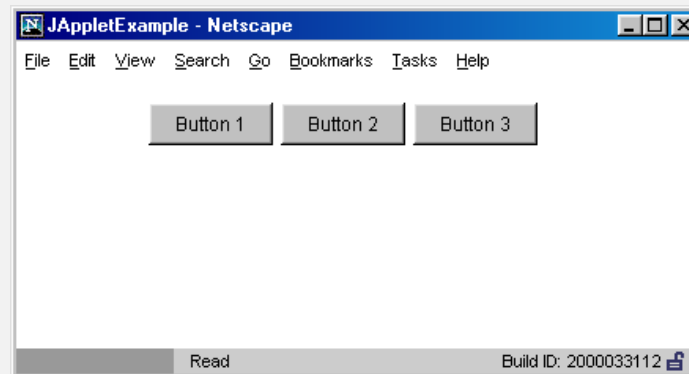 JAppletExample - Netscape
File Edit View Search Go Bookmarks Tasks Help
Button 1 Button 2 Button 3
Read Build ID: 2000033112